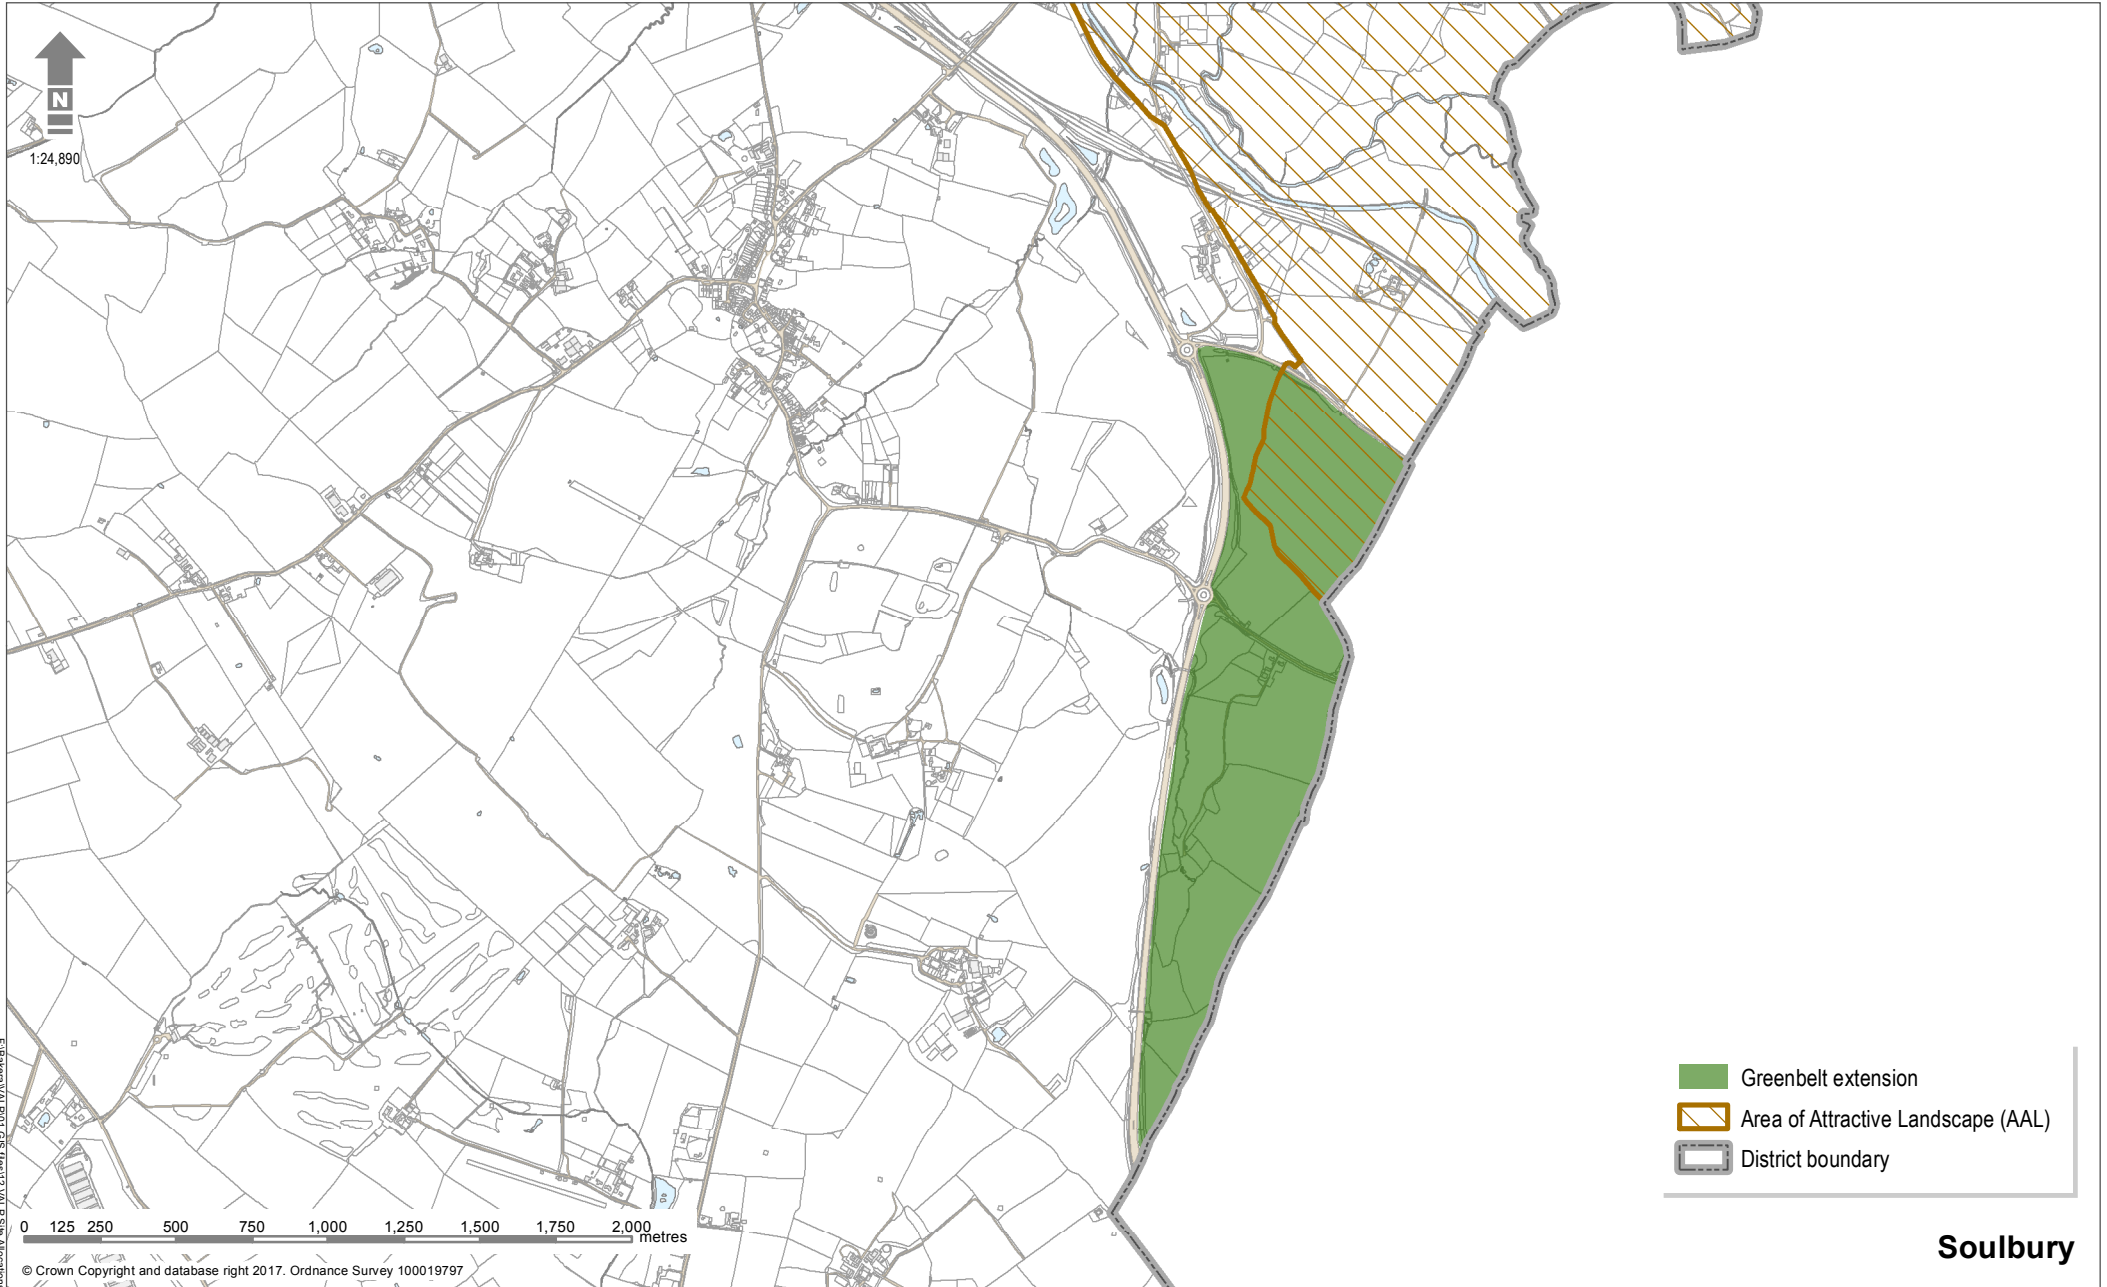 N
1:24,890
Greenbelt extension
Area of Attractive Landscape (AAL)
District boundary
0 125 250 500 750 1,000 1,250 1,500 1,750 2,000
metres
© Crown Copyright and database right 2017. Ordnance Survey 100019797
Soulbury